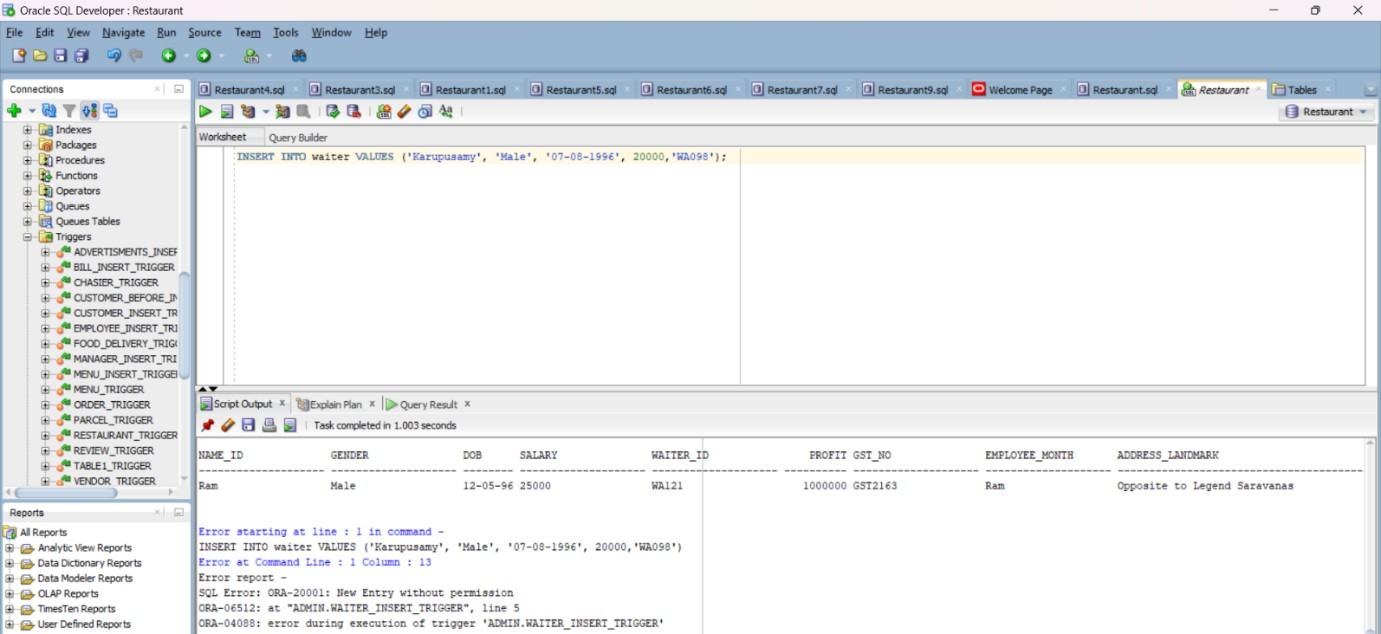 Oracle SQL Developer : Restaurant
File Edit View Navigate Run Source Team Tools Window Help
Connections
Restaurant4.sql Restaurant3.sql Restaurant1.sql Restaurant5.sql Restaurant6.sql Restaurant7.sql Restaurant9.sql Welcome Page Restaurant.sql Restaurant Tables
Restaurant
Worksheet Query Builder
INSERT INTO waiter VALUES ('Karupusamy', 'Male', '07-08-1996', 20000,'WA098');
Indexes
Packages
Procedures
Functions
Operators
Queues
Queues Tables
Triggers
ADVERTISMENTS_INSER
BILL_INSERT_TRIGGER
CHASIER_TRIGGER
CUSTOMER_BEFORE_IN
CUSTOMER_INSERT_TR
EMPLOYEE_INSERT_TRI
FOOD_DELIVERY_TRIG
MANAGER_INSERT_TRI
MENU_INSERT_TRIGGE
MENU_TRIGGER
ORDER_TRIGGER
PARCEL_TRIGGER
RESTAURANT_TRIGGER
REVIEW_TRIGGER
TABLE1_TRIGGER
VENDOR_TRIGGER
Reports
All Reports
Analytic View Reports
Data Dictionary Reports
Data Modeler Reports
OLAP Reports
TimesTen Reports
User Defined Reports
Script Output x Explain Plan x Query Result x
Task completed in 1.003 seconds
NAME_ID GENDER DOB SALARY WAITER_ID PROFIT GST_NO EMPLOYEE_MONTH ADDRESS_LANDMARK
Ram Male 12-05-96 25000 WA121 1000000 GST2163 Ram Opposite to Legend Saravanas
Error starting at line : 1 in command -
INSERT INTO waiter VALUES ('Karupusamy', 'Male', '07-08-1996', 20000,'WA098')
Error at Command Line : 1 Column : 13
Error report -
SQL Error: ORA-20001: New Entry without permission
ORA-06512: at "ADMIN.WAITER_INSERT_TRIGGER", line 5
ORA-04088: error during execution of trigger 'ADMIN.WAITER_INSERT_TRIGGER'